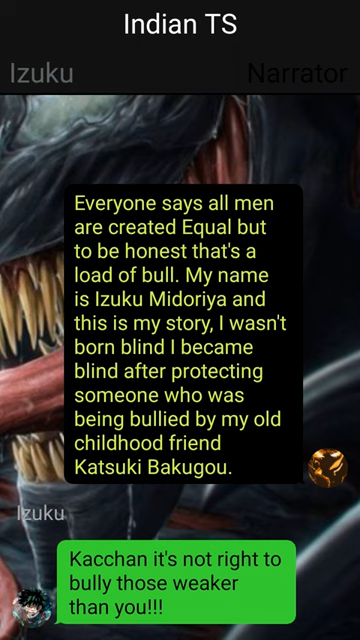 Indian TS
Izuku Narrator
Everyone says all men
are created Equal but
to be honest that's a
load of bull. My name
is Izuku Midoriya and
this is my story, I wasn't
born blind I became
blind after protecting
someone who was
being bullied by my old
childhood friend
Katsuki Bakugou.
Izuku
Kacchan it's not right to
bully those weaker
than you!!!